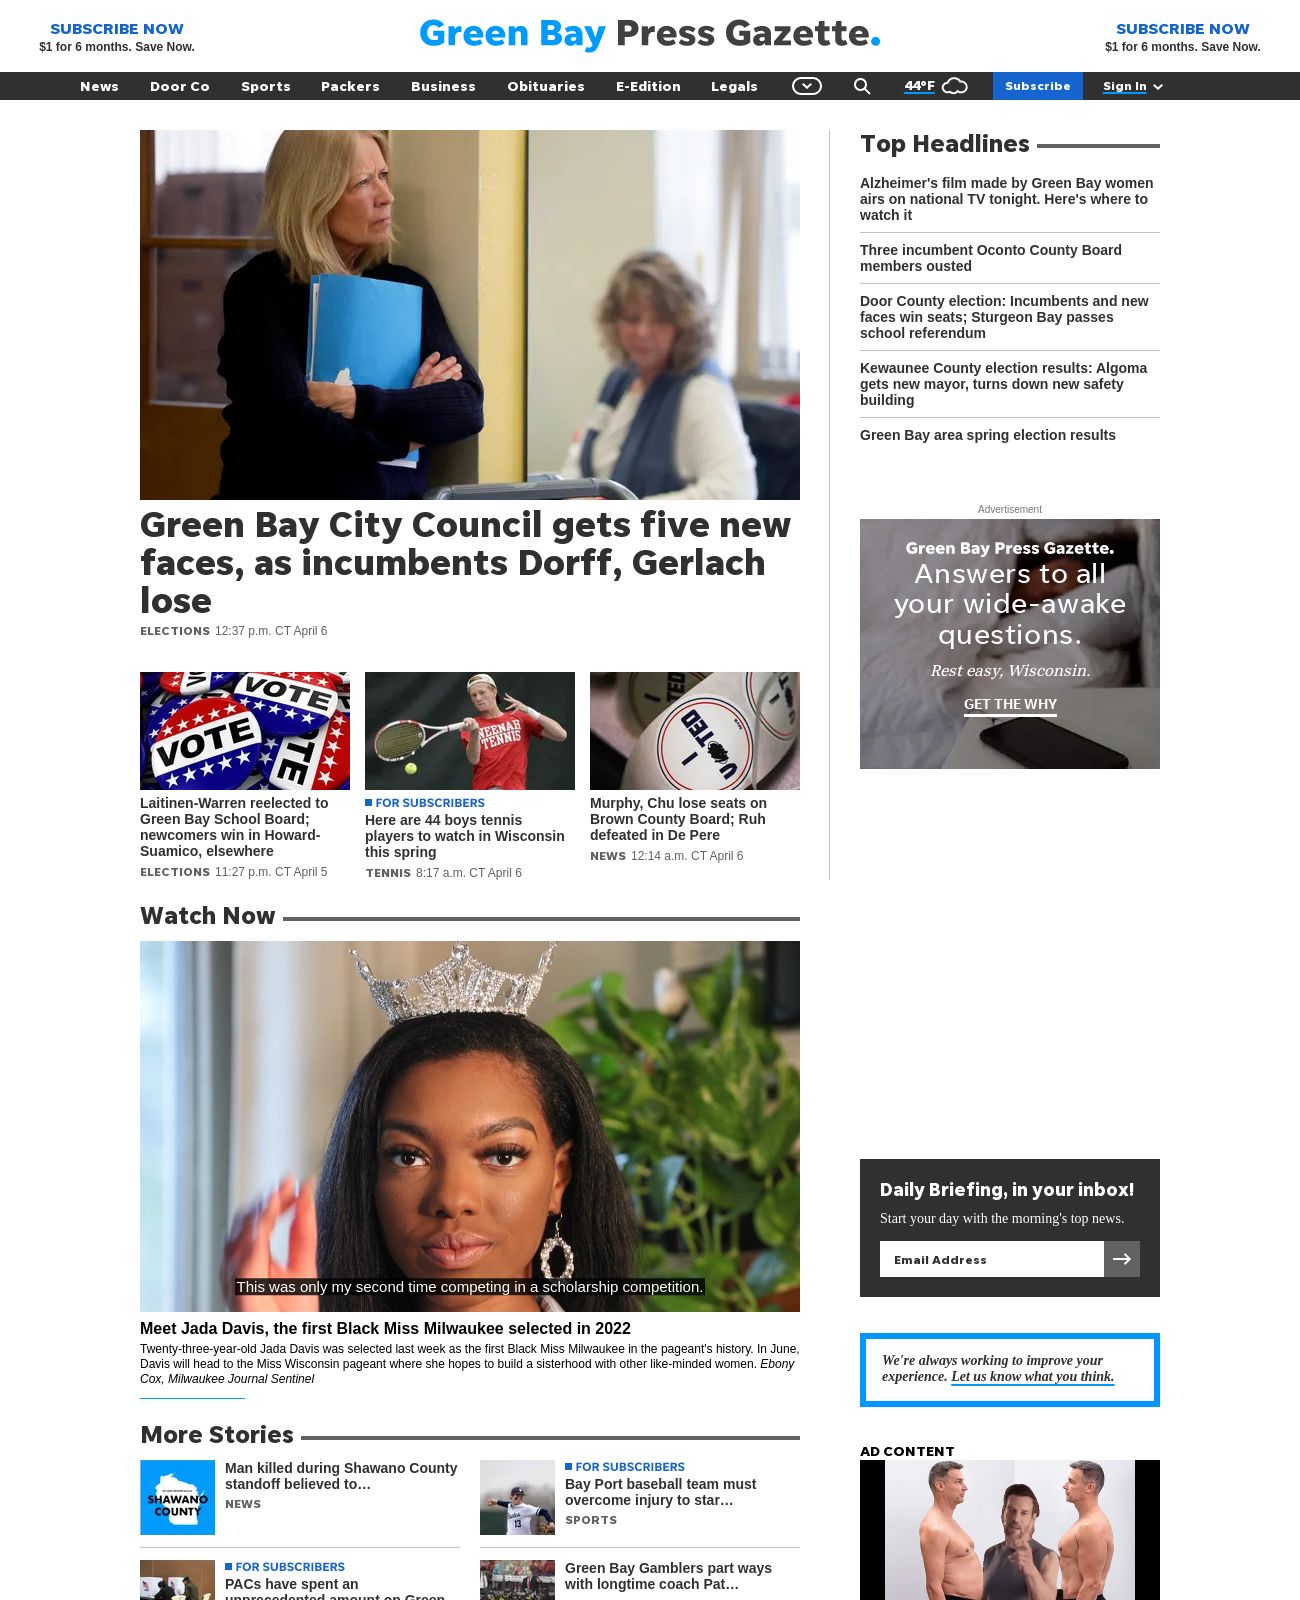 SUBSCRIBE NOW
$1 for 6 months. Save Now.
Green Bay Press Gazette.
SUBSCRIBE NOW
$1 for 6 months. Save Now.
News
Door Co
Sports
Packers
Business
Obituaries
E-Edition
Legals
44°F
Subscribe
Sign In
Green Bay City Council gets five new
faces, as incumbents Dorff, Gerlach
lose
ELECTIONS 12:37 p.m. CT April 6
VOTE
VOTE
VOTE
Laitinen-Warren reelected to
Green Bay School Board;
newcomers win in Howard-
Suamico, elsewhere
ELECTIONS 11:27 p.m. CT April 5
NEENAH
TENNIS
FOR SUBSCRIBERS
Here are 44 boys tennis
players to watch in Wisconsin
this spring
TENNIS 8:17 a.m. CT April 6
I
Murphy, Chu lose seats on
Brown County Board; Ruh
defeated in De Pere
NEWS 12:14 a.m. CT April 6
Top Headlines
Alzheimer's film made by Green Bay women
airs on national TV tonight. Here's where to
watch it
Three incumbent Oconto County Board
members ousted
Door County election: Incumbents and new
faces win seats; Sturgeon Bay passes
school referendum
Kewaunee County election results: Algoma
gets new mayor, turns down new safety
building
Green Bay area spring election results
Advertisement
Green Bay Press Gazette.
Answers to all
your wide-awake
questions.
Rest easy, Wisconsin.
GET THE WHY
Watch Now
This was only my second time competing in a scholarship competition.
Meet Jada Davis, the first Black Miss Milwaukee selected in 2022
Twenty-three-year-old Jada Davis was selected last week as the first Black Miss Milwaukee in the pageant's history. In June,
Davis will head to the Miss Wisconsin pageant where she hopes to build a sisterhood with other like-minded women. Ebony
Cox, Milwaukee Journal Sentinel
Daily Briefing, in your inbox!
Start your day with the morning's top news.
Email Address
We're always working to improve your
experience. Let us know what you think.
More Stories
SHAWANO
COUNTY
Man killed during Shawano County
standoff believed to…
NEWS
13
FOR SUBSCRIBERS
Bay Port baseball team must
overcome injury to star…
SPORTS
FOR SUBSCRIBERS
PACs have spent an
unprecedented amount on Green
Green Bay Gamblers part ways
with longtime coach Pat…
AD CONTENT